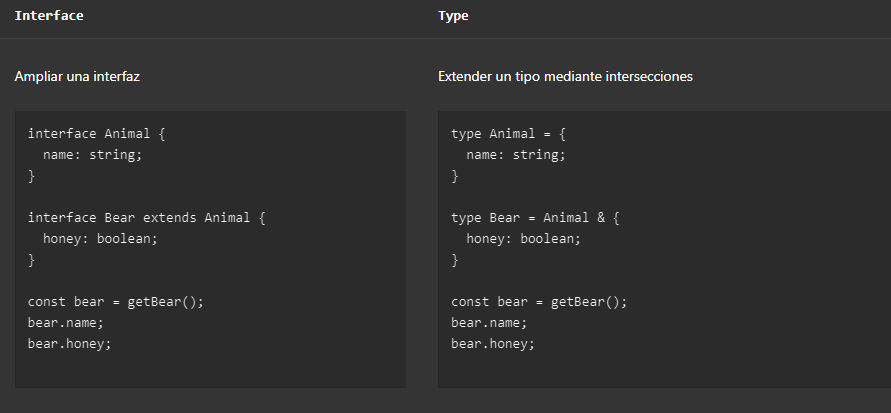 Interface
Type
Ampliar una interfaz
Extender un tipo mediante intersecciones
interface Animal {
  name: string;
}
interface Bear extends Animal {
  honey: boolean;
}
const bear = getBear();
bear.name;
bear.honey;
type Animal = {
  name: string;
}
type Bear = Animal & {
  honey: boolean;
}
const bear = getBear();
bear.name;
bear.honey;